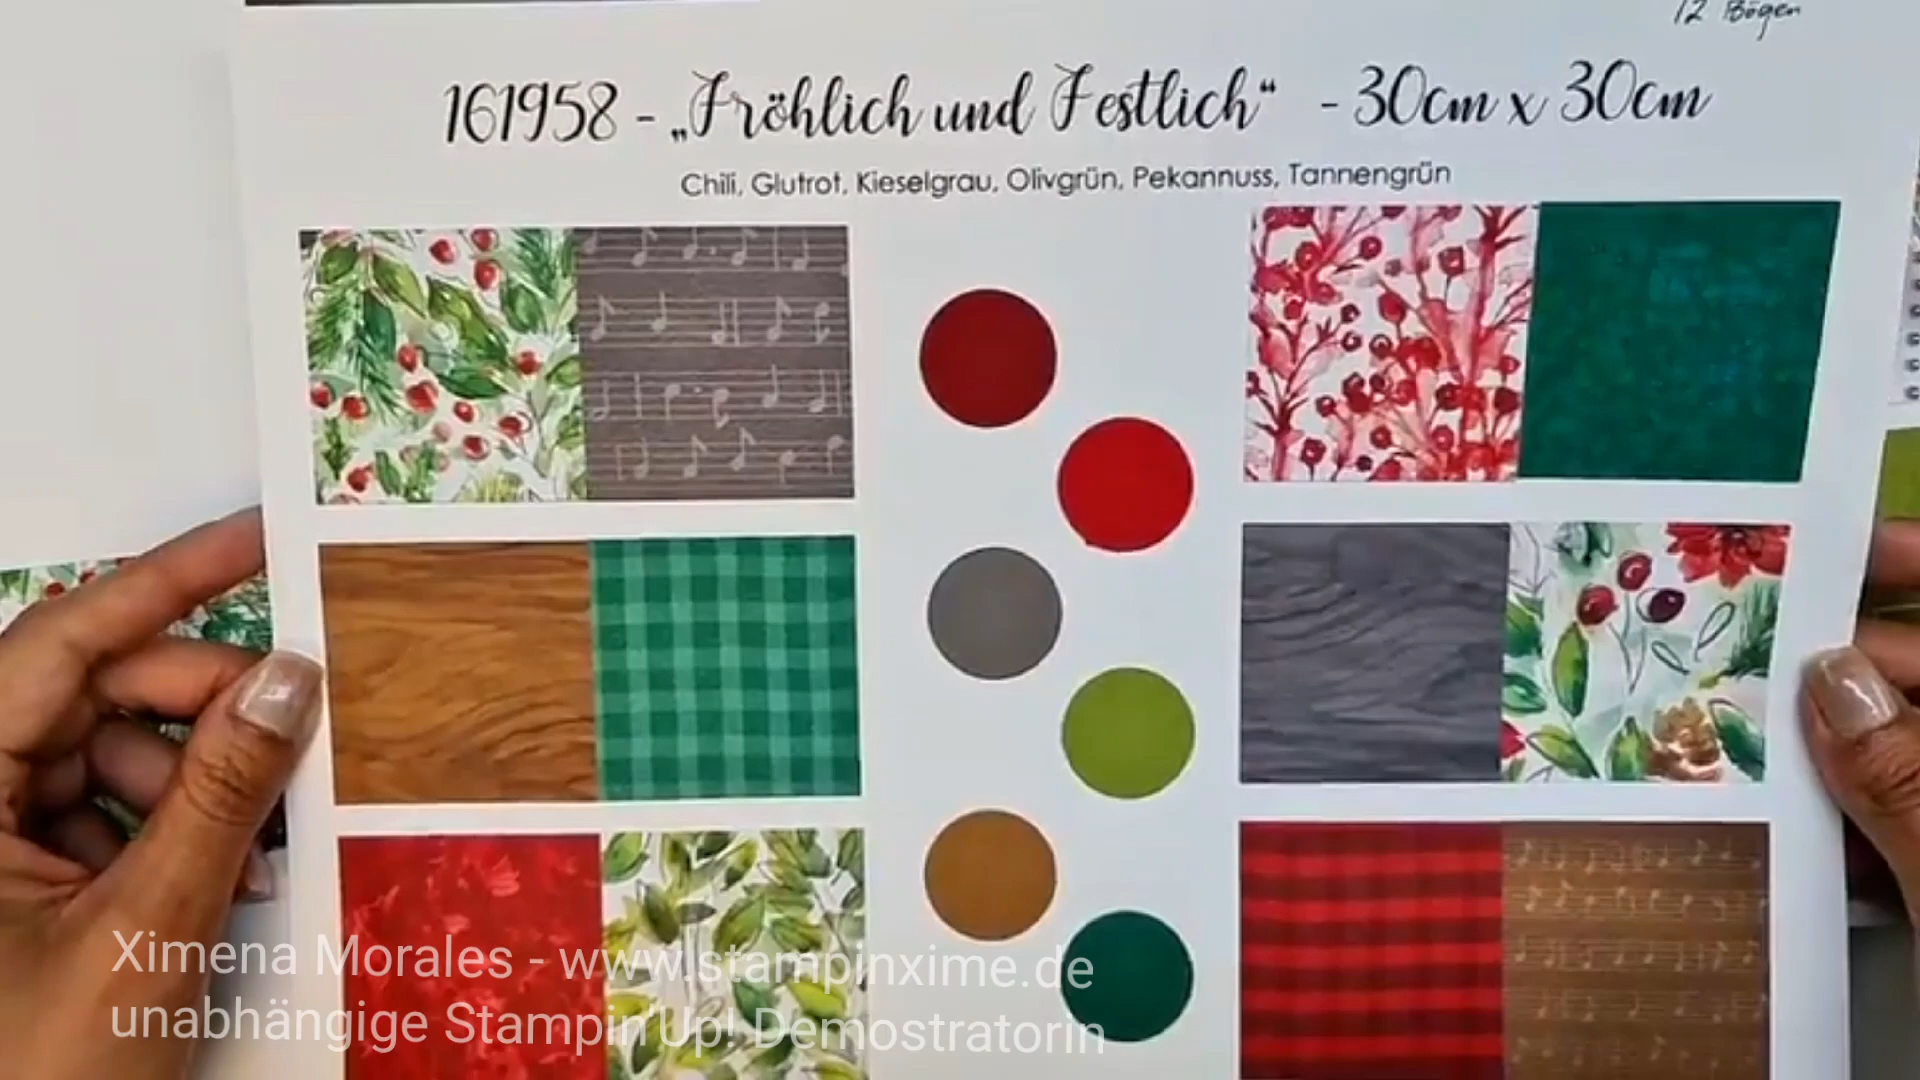 12 Bögen
161958 - „Fröhlich und Festlich“ - 30cm x 30cm
Chili, Glutrot, Kieselgrau, Olivgrün, Pekannuss, Tannengrün
Ximena Morales - www.stampinxime.de
unabhängige Stampin'Up! Demostratorin